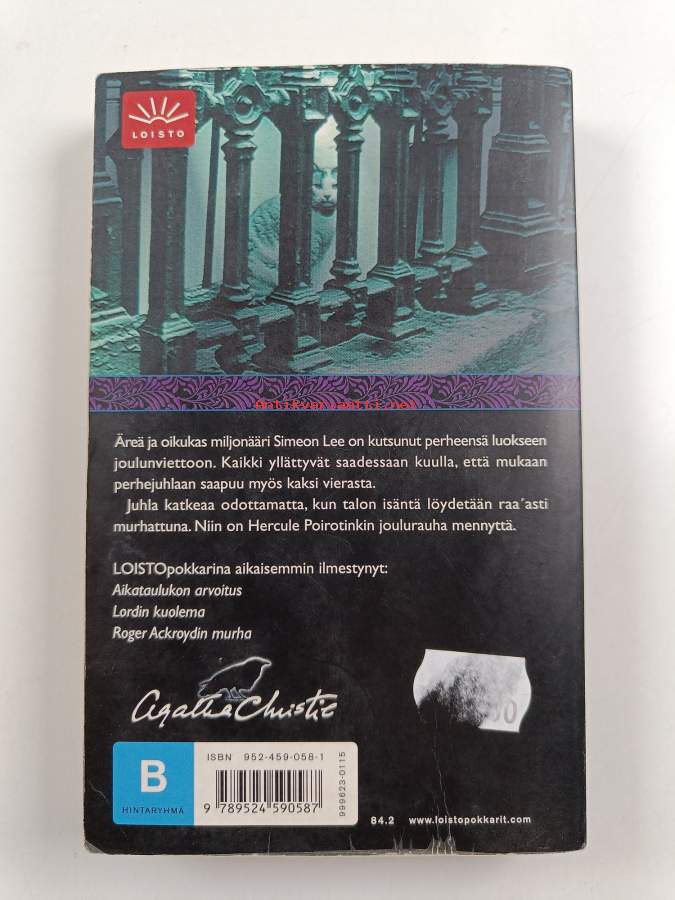 LOISTO
Antikvariaatti.net
Äreä ja oikukas miljonääri Simeon Lee on kutsunut perheensä luokseen
joulunviettoon. Kaikki yllättyvät saadessaan kuulla, että mukaan
perhejuhlaan saapuu myös kaksi vierasta.
Juhla katkeaa odottamatta, kun talon isäntä löydetään raa´asti
murhattuna. Niin on Hercule Poirotinkin joulurauha mennyttä.
LOISTOpokkarina aikaisemmin ilmestynyt:
Aikataulukon arvoitus
Lordin kuolema
Roger Ackroydin murha
Agatha Christie
B
HINTARYHMÄ
ISBN 952-459-058-1
9 789524 590587
999623-0115
84.2 www.loistopokkarit.com